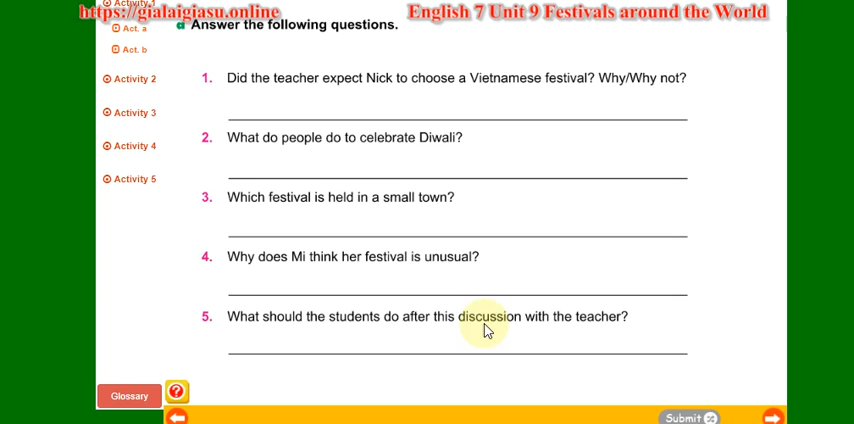 Activity 1
https://gialaigiasu.online
English 7 Unit 9 Festivals around the World
Act. a
a Answer the following questions.
Act. b
Activity 2
1. Did the teacher expect Nick to choose a Vietnamese festival? Why/Why not?
Activity 3
2. What do people do to celebrate Diwali?
Activity 4
Activity 5
3. Which festival is held in a small town?
4. Why does Mi think her festival is unusual?
5. What should the students do after this discussion with the teacher?
Glossary
?
Submit